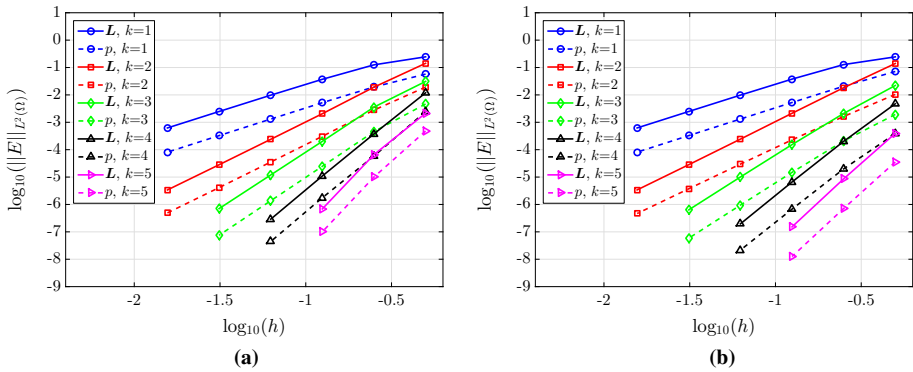 1
0
-1
-2
-3
-4
-5
-6
-7
-8
-9
log₁₀(||E||_{L²(Ω)})
L, k=1
p, k=1
L, k=2
p, k=2
L, k=3
p, k=3
L, k=4
p, k=4
L, k=5
p, k=5
-2
-1.5
-1
-0.5
log₁₀(h)
(a)
1
0
-1
-2
-3
-4
-5
-6
-7
-8
-9
log₁₀(||E||_{L²(Ω)})
L, k=1
p, k=1
L, k=2
p, k=2
L, k=3
p, k=3
L, k=4
p, k=4
L, k=5
p, k=5
-2
-1.5
-1
-0.5
log₁₀(h)
(b)